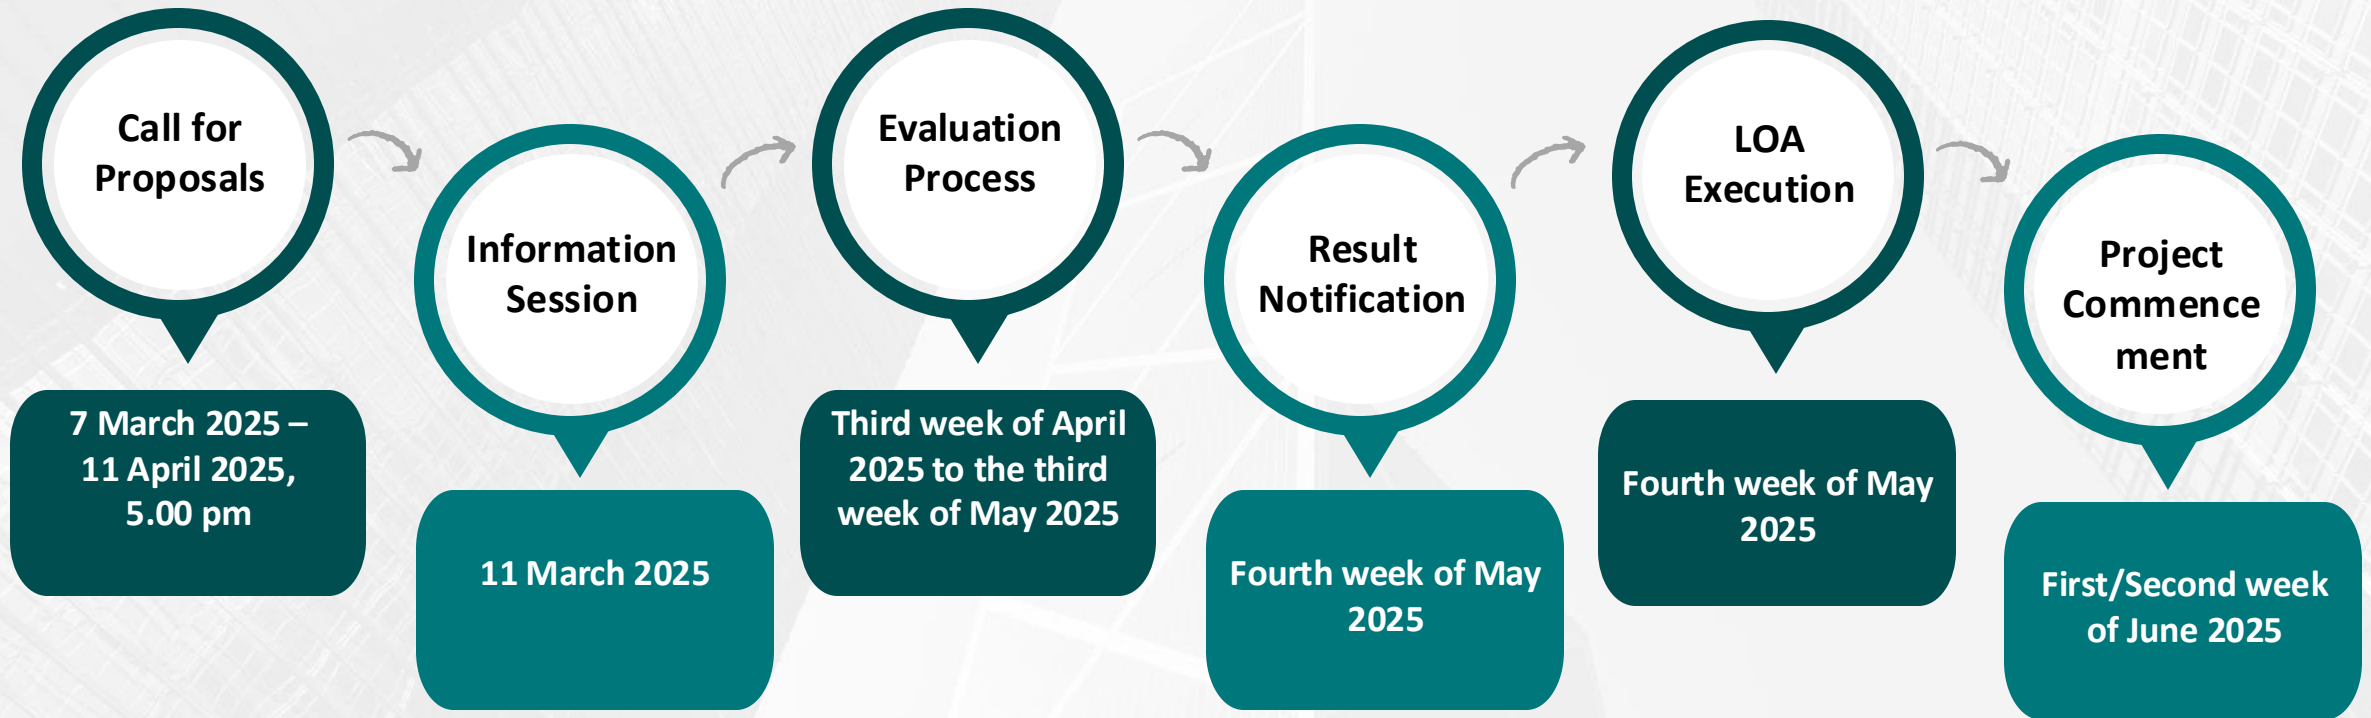 Call for
Proposals
7 March 2025 –
11 April 2025,
5.00 pm
Information
Session
11 March 2025
Evaluation
Process
Third week of April
2025 to the third
week of May 2025
Result
Notification
Fourth week of May
2025
LOA
Execution
Fourth week of May
2025
Project
Commence
ment
First/Second week
of June 2025